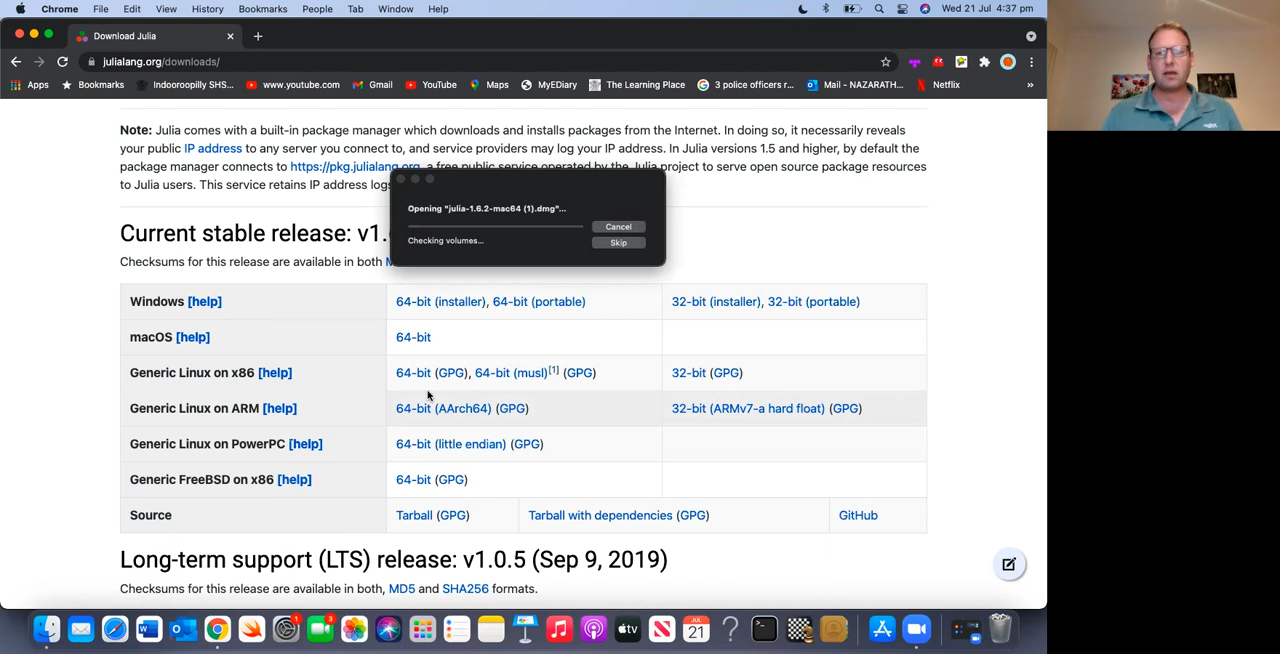 Chrome File Edit View History Bookmarks People Tab Window Help Wed 21 Jul 4:37 pm
Download Julia
julialang.org/downloads/
Apps Bookmarks Indooroopilly SHS... www.youtube.com Gmail YouTube Maps MyEDiary The Learning Place 3 police officers r... Mail - NAZARATH... Netflix »
Note: Julia comes with a built-in package manager which downloads and installs packages from the Internet. In doing so, it necessarily reveals
your public IP address to any server you connect to, and service providers may log your IP address. In Julia versions 1.5 and higher, by default the
package manager connects to https://pkg.julialang.org, a free public service operated by the Julia project to serve open source package resources
to Julia users. This service retains IP address logs
Opening "julia-1.6.2-mac64 (1).dmg"...
Cancel
Checking volumes...
Skip
Current stable release: v1.
Checksums for this release are available in both
Windows [help] 64-bit (installer), 64-bit (portable) 32-bit (installer), 32-bit (portable)
macOS [help] 64-bit
Generic Linux on x86 [help] 64-bit (GPG), 64-bit (musl)[1] (GPG) 32-bit (GPG)
Generic Linux on ARM [help] 64-bit (AArch64) (GPG) 32-bit (ARMv7-a hard float) (GPG)
Generic Linux on PowerPC [help] 64-bit (little endian) (GPG)
Generic FreeBSD on x86 [help] 64-bit (GPG)
Source Tarball (GPG) Tarball with dependencies (GPG) GitHub
Long-term support (LTS) release: v1.0.5 (Sep 9, 2019)
Checksums for this release are available in both, MD5 and SHA256 formats.
1 3 tv JUL 21